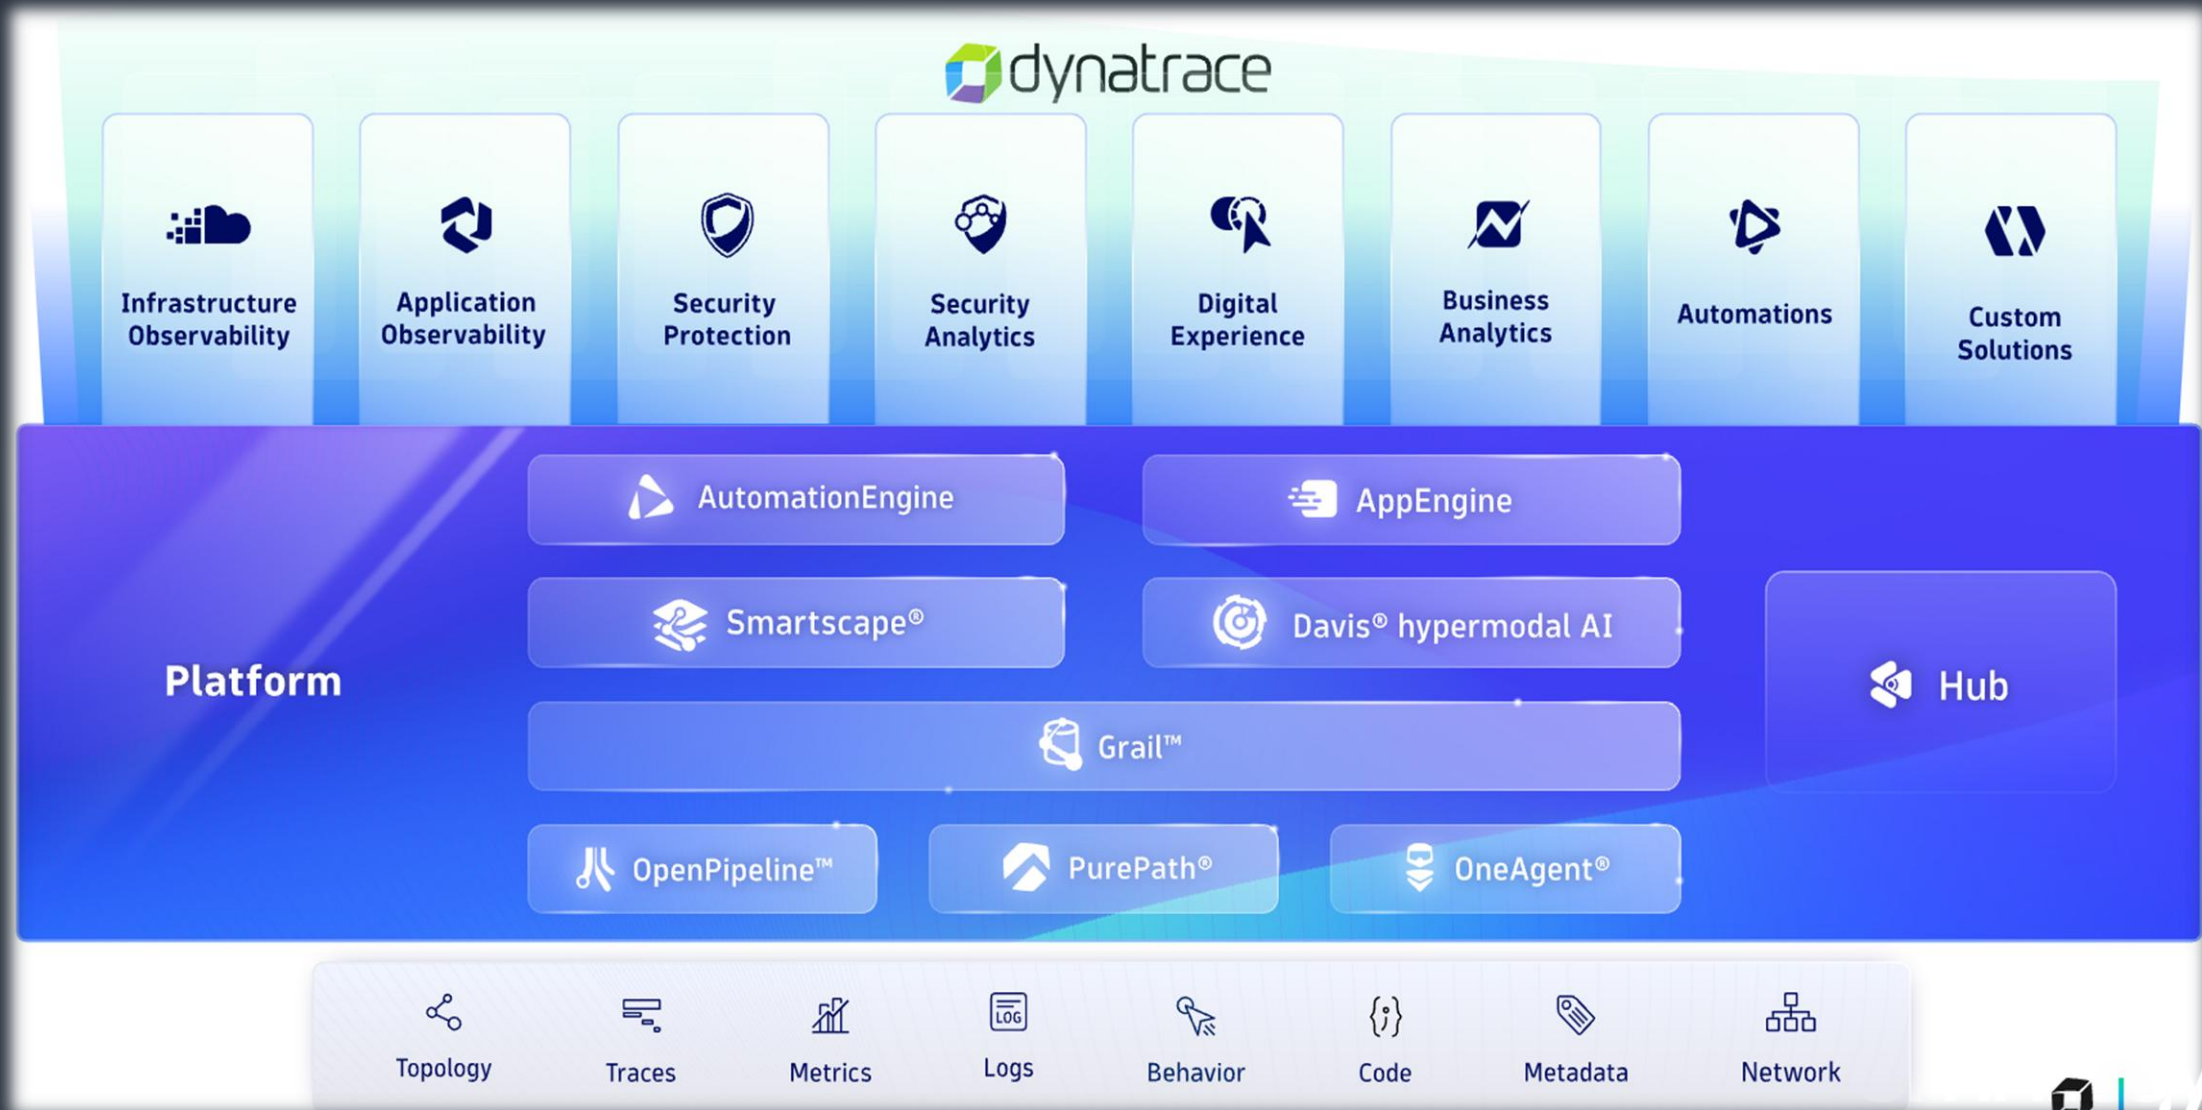 dynatrace
Infrastructure
Observability
Application
Observability
Security
Protection
Security
Analytics
Digital
Experience
Business
Analytics
Automations
Custom
Solutions
Platform
AutomationEngine
AppEngine
Smartscape®
Davis® hypermodal AI
Grail™
Hub
OpenPipeline™
PurePath®
OneAgent®
LOG
Topology
Traces
Metrics
Logs
Behavior
Code
Metadata
Network